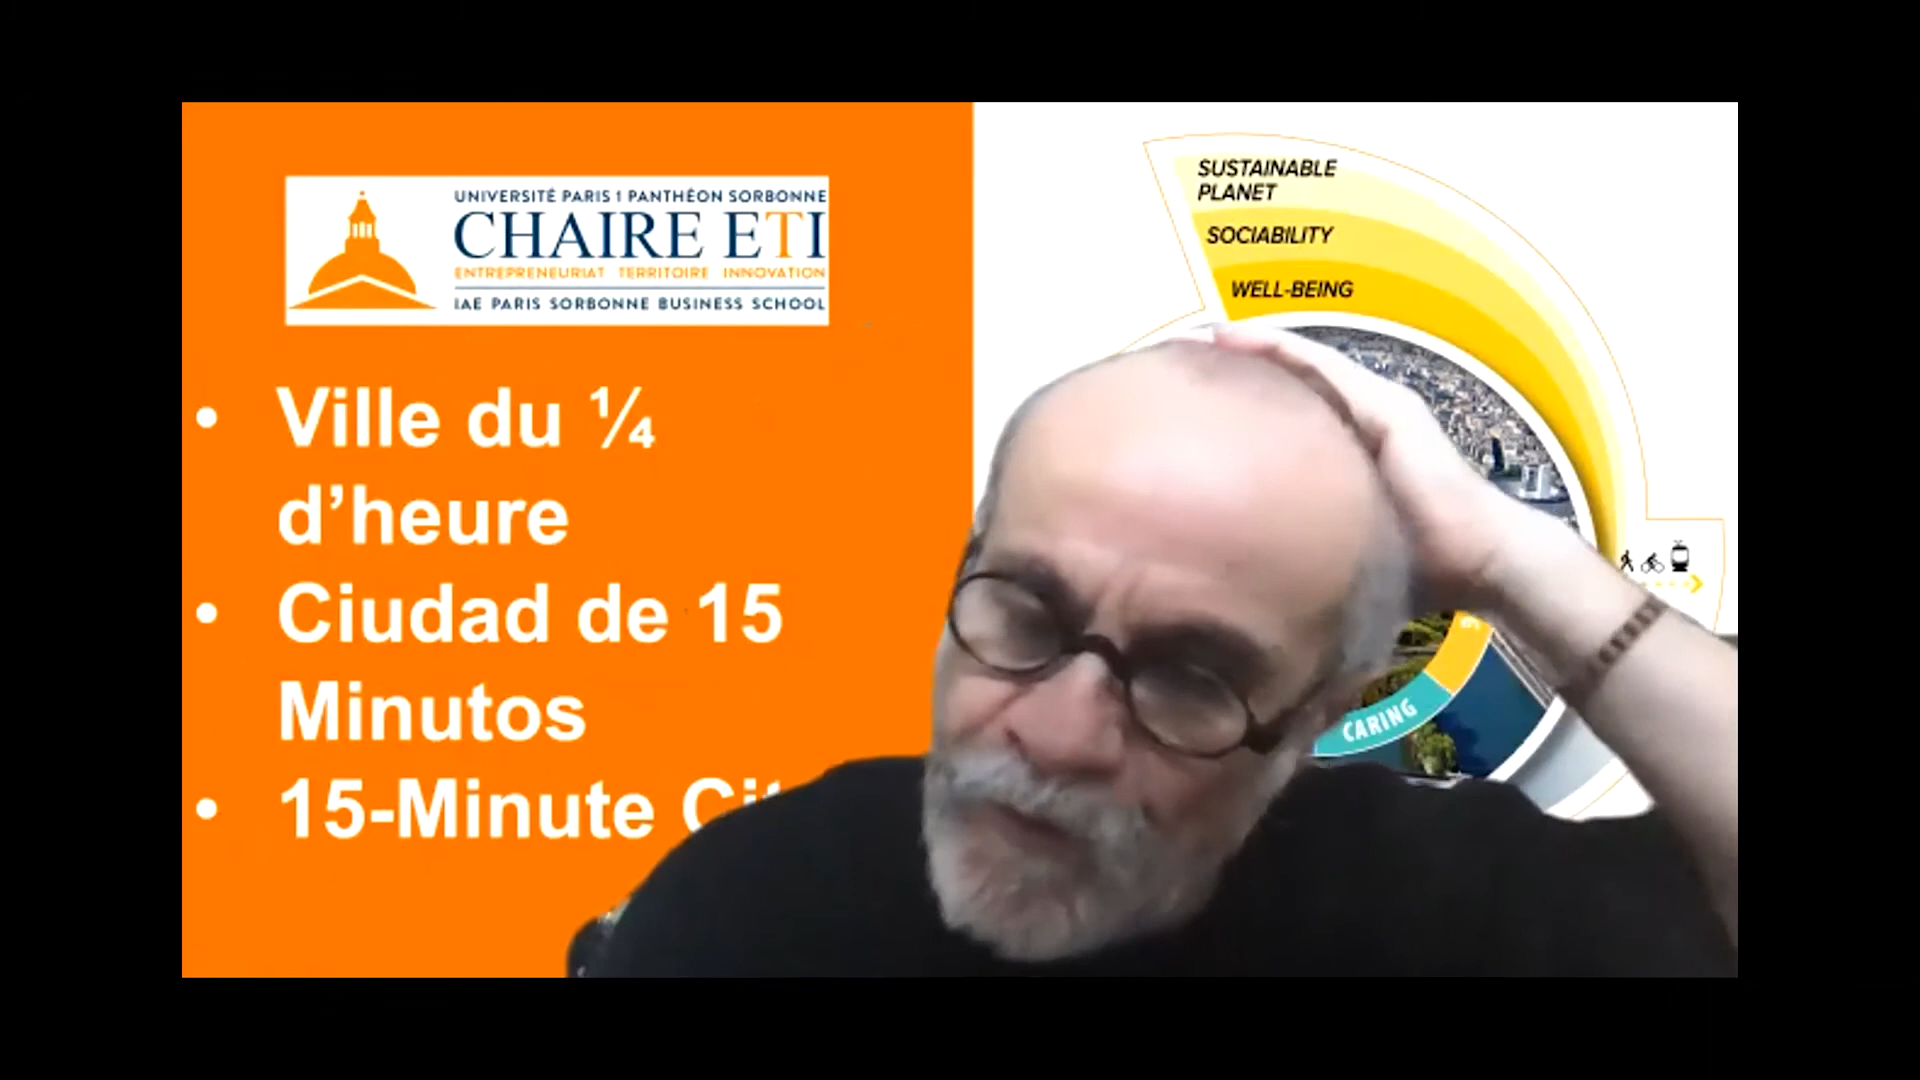 UNIVERSITÉ PARIS 1 PANTHÉON SORBONNE
CHAIRE ETI
ENTREPRENEURIAT TERRITOIRE INNOVATION
IAE PARIS SORBONNE BUSINESS SCHOOL
• Ville du ¼
d’heure
• Ciudad de 15
Minutos
• 15-Minute
SUSTAINABLE
PLANET
SOCIABILITY
WELL-BEING
CARING